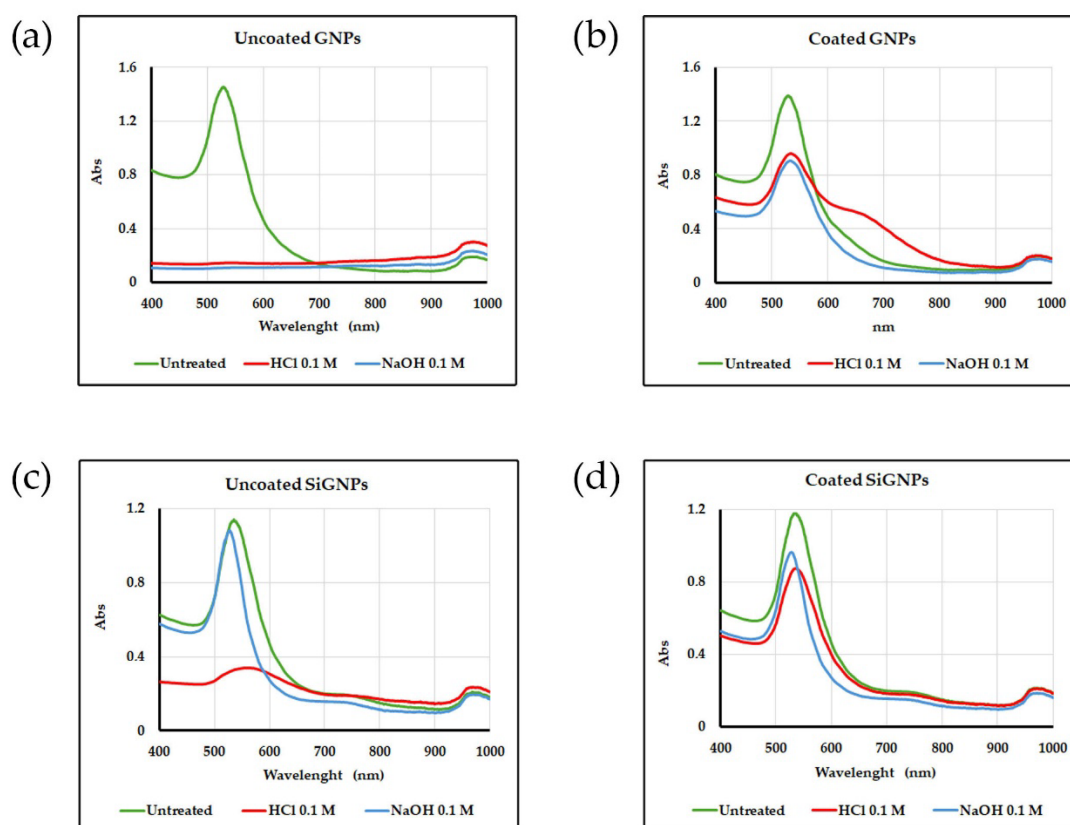 (a)
Uncoated GNPs
1.6
1.2
0.8
0.4
0
Abs
400 500 600 700 800 900 1000
Wavelenght (nm)
Untreated HCl 0.1 M NaOH 0.1 M
(b)
Coated GNPs
1.6
1.2
0.8
0.4
0
Abs
400 500 600 700 800 900 1000
nm
Untreated HCl 0.1 M NaOH 0.1 M
(c)
Uncoated SiGNPs
1.2
0.8
0.4
0
Abs
400 500 600 700 800 900 1000
Wavelenght (nm)
Untreated HCl 0.1 M NaOH 0.1 M
(d)
Coated SiGNPs
1.2
0.8
0.4
0
Abs
400 500 600 700 800 900 1000
Wavelenght (nm)
Untreated HCl 0.1 M NaOH 0.1 M